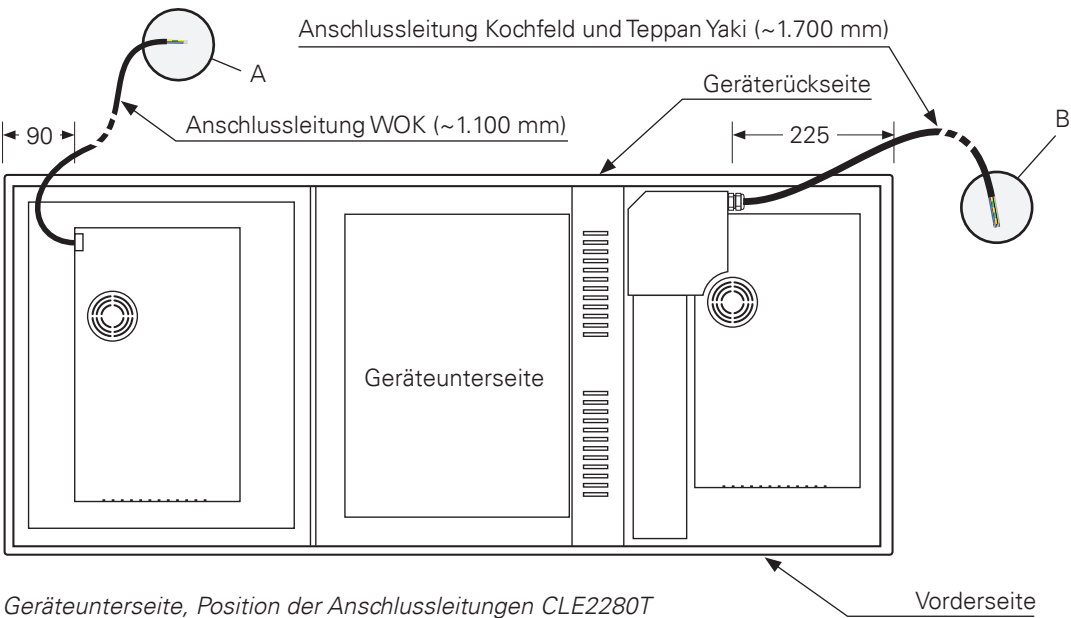 Anschlussleitung Kochfeld und Teppan Yaki (~1.700 mm)
A
Geräterückseite
B
Anschlussleitung WOK (~1.100 mm)
90
225
Geräteunterseite
Geräteunterseite, Position der Anschlussleitungen CLE2280T
Vorderseite